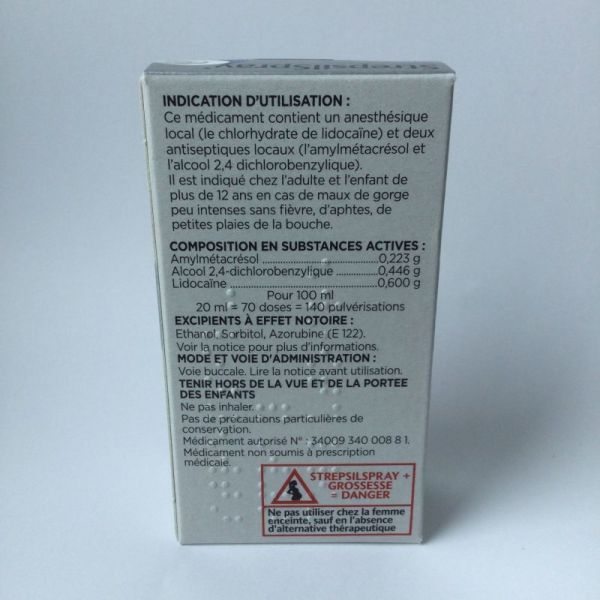 StrepsilSpray
INDICATION D'UTILISATION :
Ce médicament contient un anesthésique
local (le chlorhydrate de lidocaïne) et deux
antiseptiques locaux (l'amylmétacrésol et
l'alcool 2,4 dichlorobenzylique).
Il est indiqué chez l'adulte et l'enfant de
plus de 12 ans en cas de maux de gorge
peu intenses sans fièvre, d'aphtes, de
petites plaies de la bouche.
COMPOSITION EN SUBSTANCES ACTIVES :
Amylmétacrésol ................................0,223 g
Alcool 2,4-dichlorobenzylique ............0,446 g
Lidocaïne ..........................................0,600 g
Pour 100 ml
20 ml = 70 doses = 140 pulvérisations
EXCIPIENTS À EFFET NOTOIRE :
Ethanol, Sorbitol, Azorubine (E 122).
Voir la notice pour plus d'informations.
MODE ET VOIE D'ADMINISTRATION :
Voie buccale. Lire la notice avant utilisation.
TENIR HORS DE LA VUE ET DE LA PORTEE
DES ENFANTS
Ne pas inhaler.
Pas de précautions particulières de
conservation.
Médicament autorisé N° : 34009 340 008 8 1.
Médicament non soumis à prescription
médicale.
STREPSILSPRAY +
GROSSESSE
= DANGER
Ne pas utiliser chez la femme
enceinte, sauf en l'absence
d'alternative thérapeutique